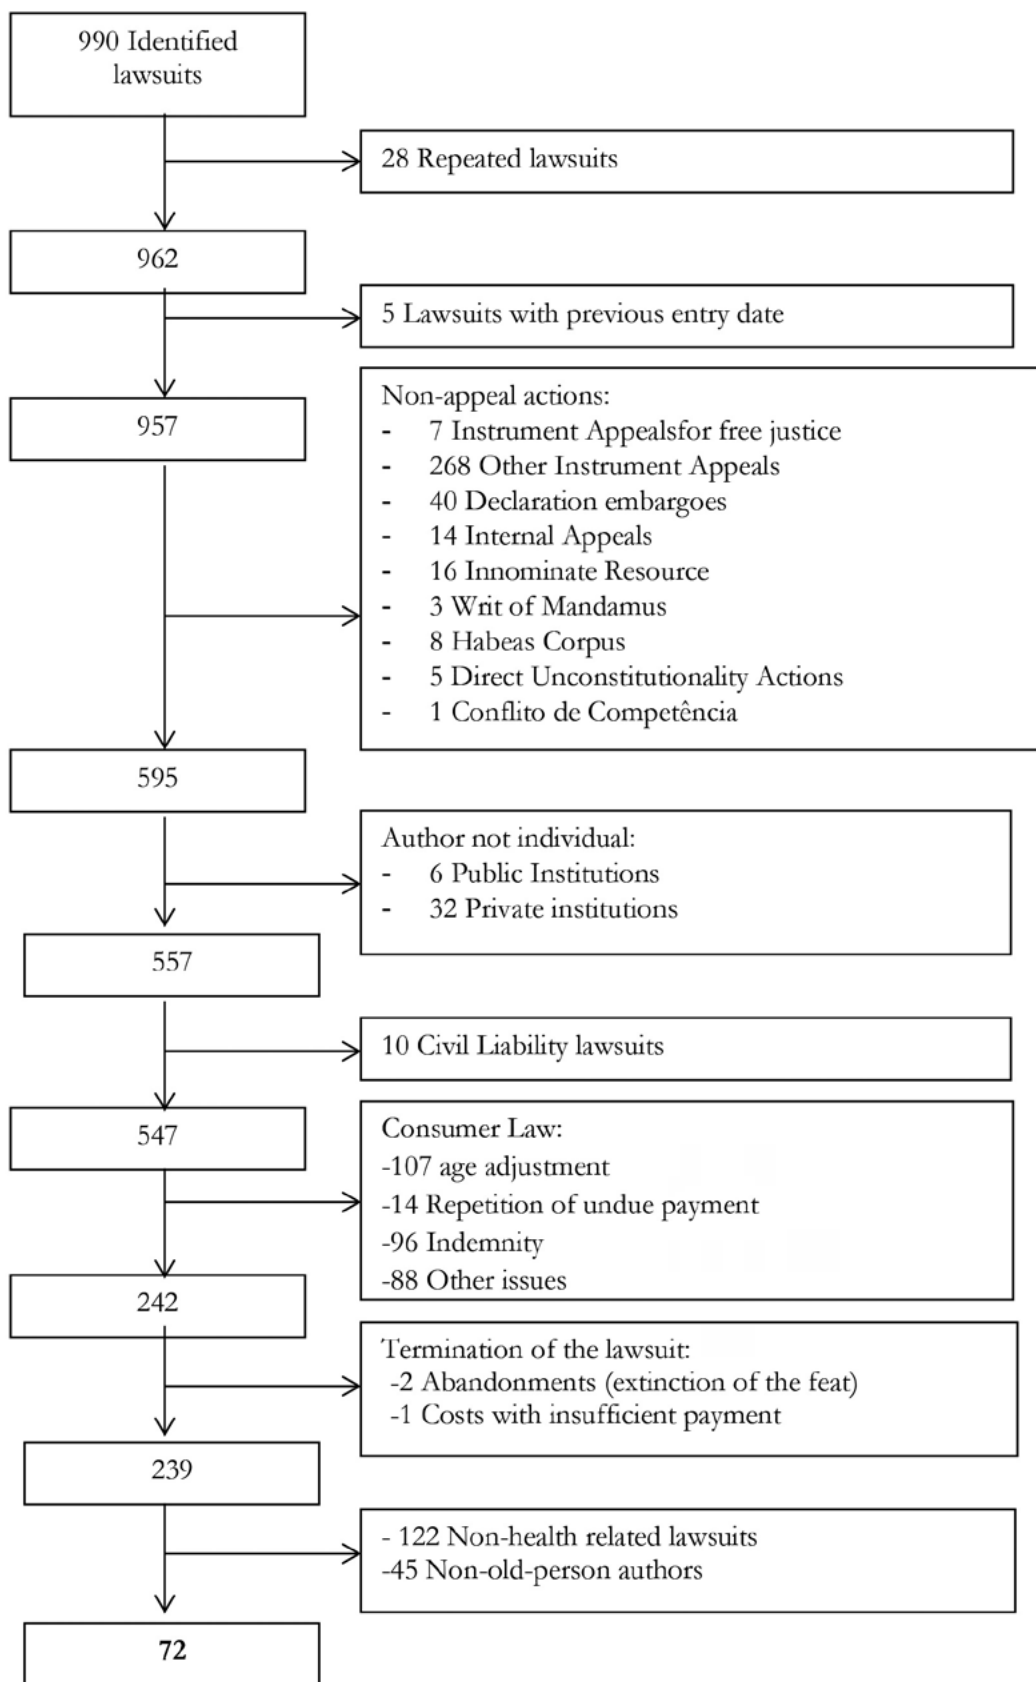 990 Identified
lawsuits
28 Repeated lawsuits
962
5 Lawsuits with previous entry date
957
Non-appeal actions:
- 7 Instrument Appealsfor free justice
- 268 Other Instrument Appeals
- 40 Declaration embargoes
- 14 Internal Appeals
- 16 Innominate Resource
- 3 Writ of Mandamus
- 8 Habeas Corpus
- 5 Direct Unconstitutionality Actions
- 1 Conflito de Competência
595
Author not individual:
- 6 Public Institutions
- 32 Private institutions
557
10 Civil Liability lawsuits
547
Consumer Law:
-107 age adjustment
-14 Repetition of undue payment
-96 Indemnity
-88 Other issues
242
Termination of the lawsuit:
-2 Abandonments (extinction of the feat)
-1 Costs with insufficient payment
239
- 122 Non-health related lawsuits
-45 Non-old-person authors
72